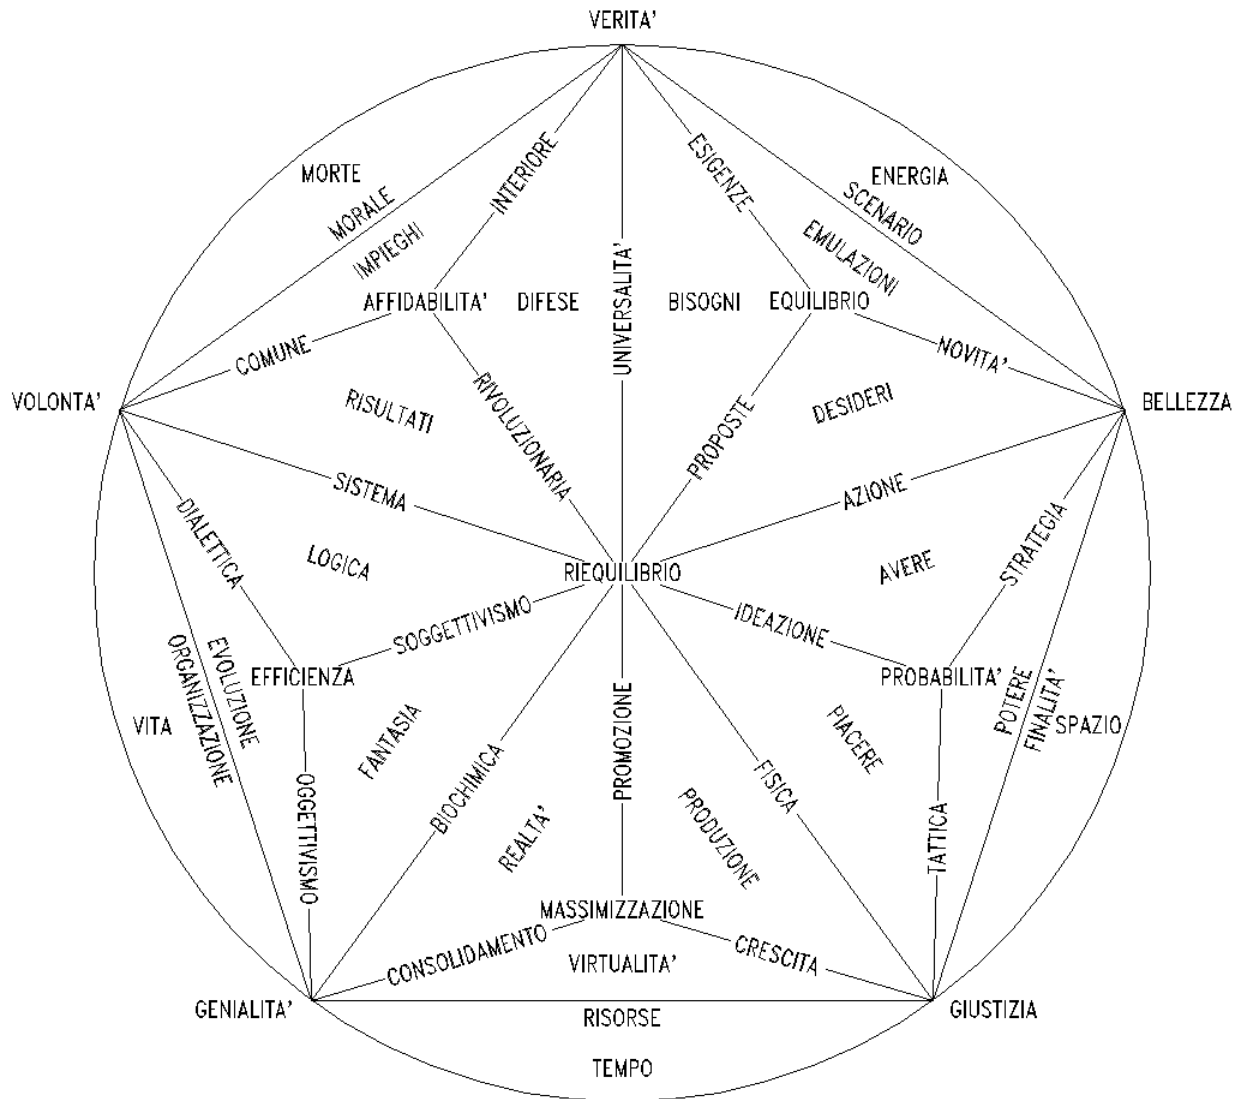 VERITA'
MORTE
ENERGIA
INTERIORE
ESIGENZE
MORALE
SCENARIO
IMPIEGHI
EMULAZIONI
UNIVERSALITA'
AFFIDABILITA'
DIFESE
BISOGNI
EQUILIBRIO
COMUNE
NOVITA'
VOLONTA'
BELLEZZA
RISULTATI
RIVOLUZIONARIA
PROPOSTE
DESIDERI
SISTEMA
AZIONE
DIALETTICA
STRATEGIA
LOGICA
RIEQUILIBRIO
AVERE
SOGGETTIVISMO
IDEAZIONE
EVOLUZIONE
ORGANIZZAZIONE
EFFICIENZA
PROBABILITA'
POTERE
FINALITA'
VITA
SPAZIO
FANTASIA
PROMOZIONE
PIACERE
BIOCHIMICA
FISICA
OGGETTIVISMO
TATTICA
REALTA'
PRODUZIONE
MASSIMIZZAZIONE
CONSOLIDAMENTO
CRESCITA
VIRTUALITA'
GENIALITA'
GIUSTIZIA
RISORSE
TEMPO